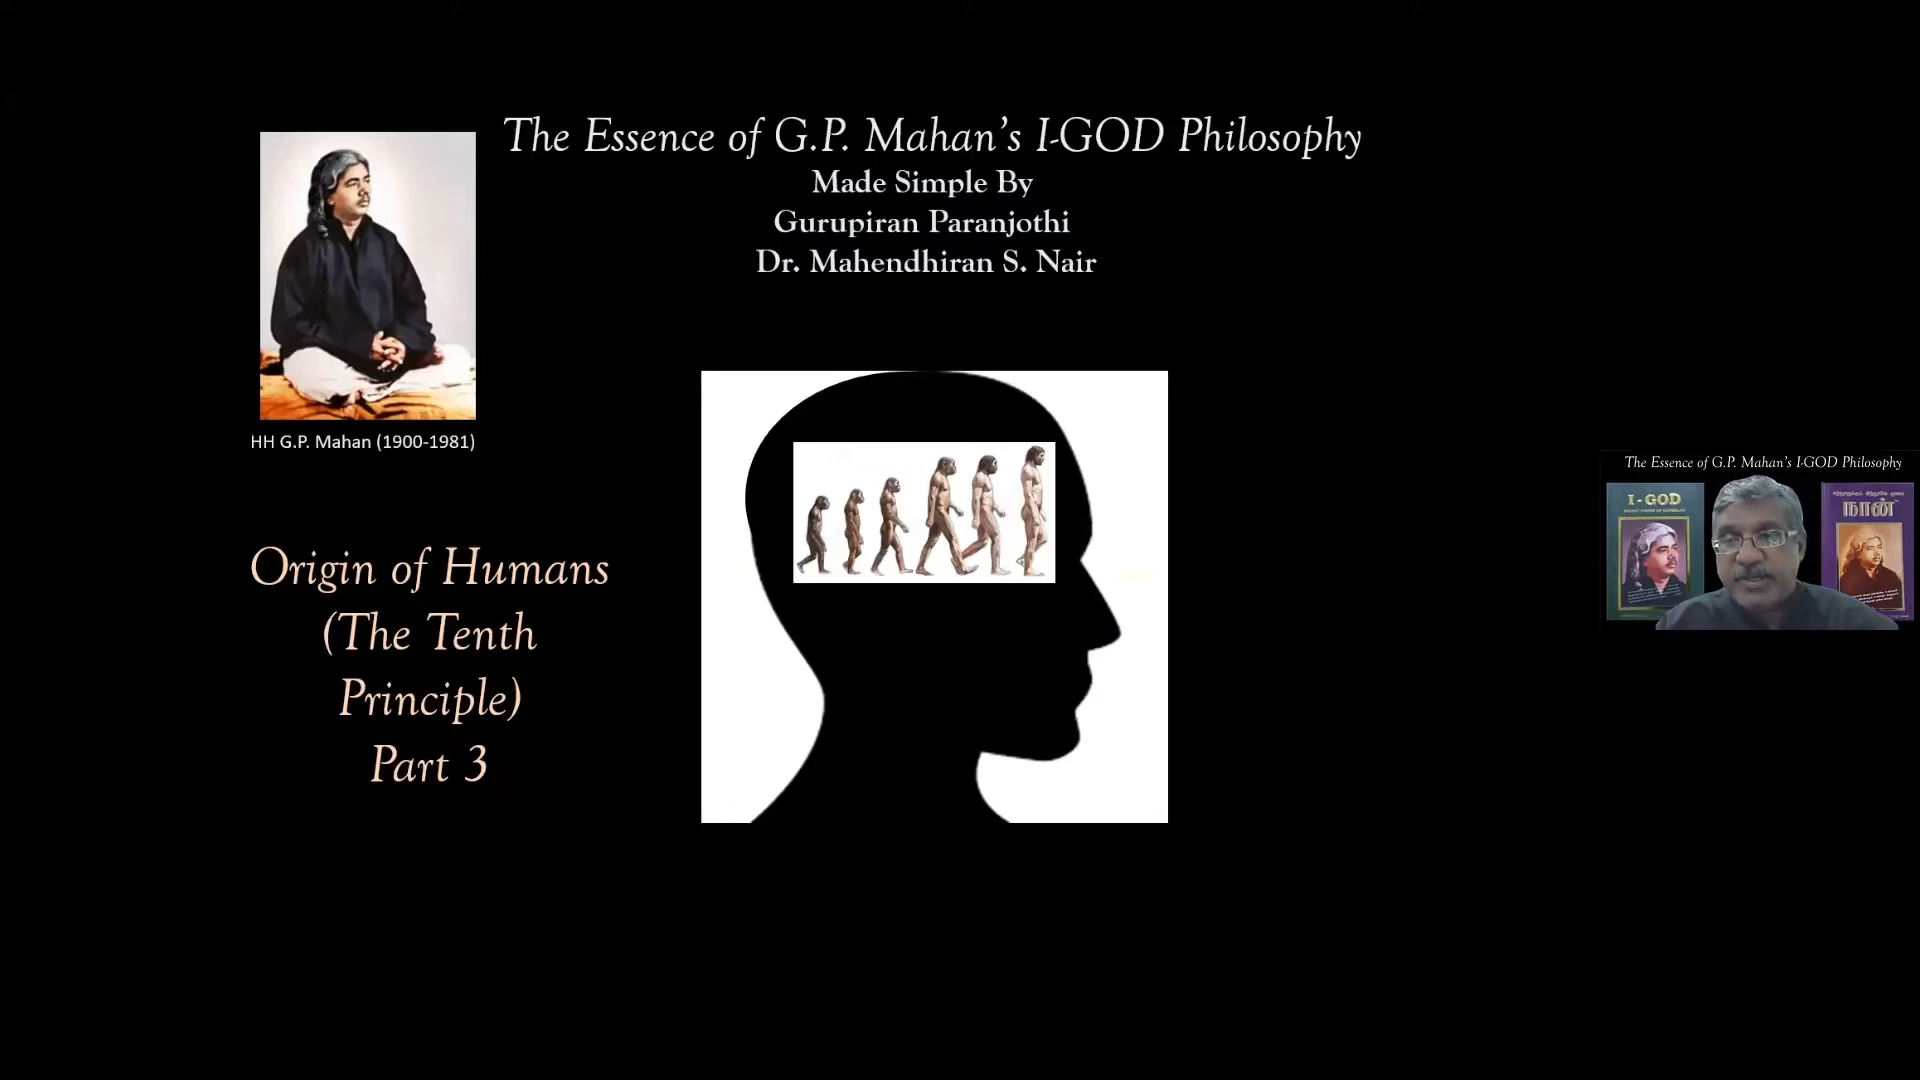 The Essence of G.P. Mahan's I-GOD Philosophy
Made Simple By
Gurupiran Paranjothi
Dr. Mahendhiran S. Nair
HH G.P. Mahan (1900-1981)
Origin of Humans
(The Tenth
Principle)
Part 3
The Essence of G.P. Mahan's I-GOD Philosophy
I-GOD
நான்